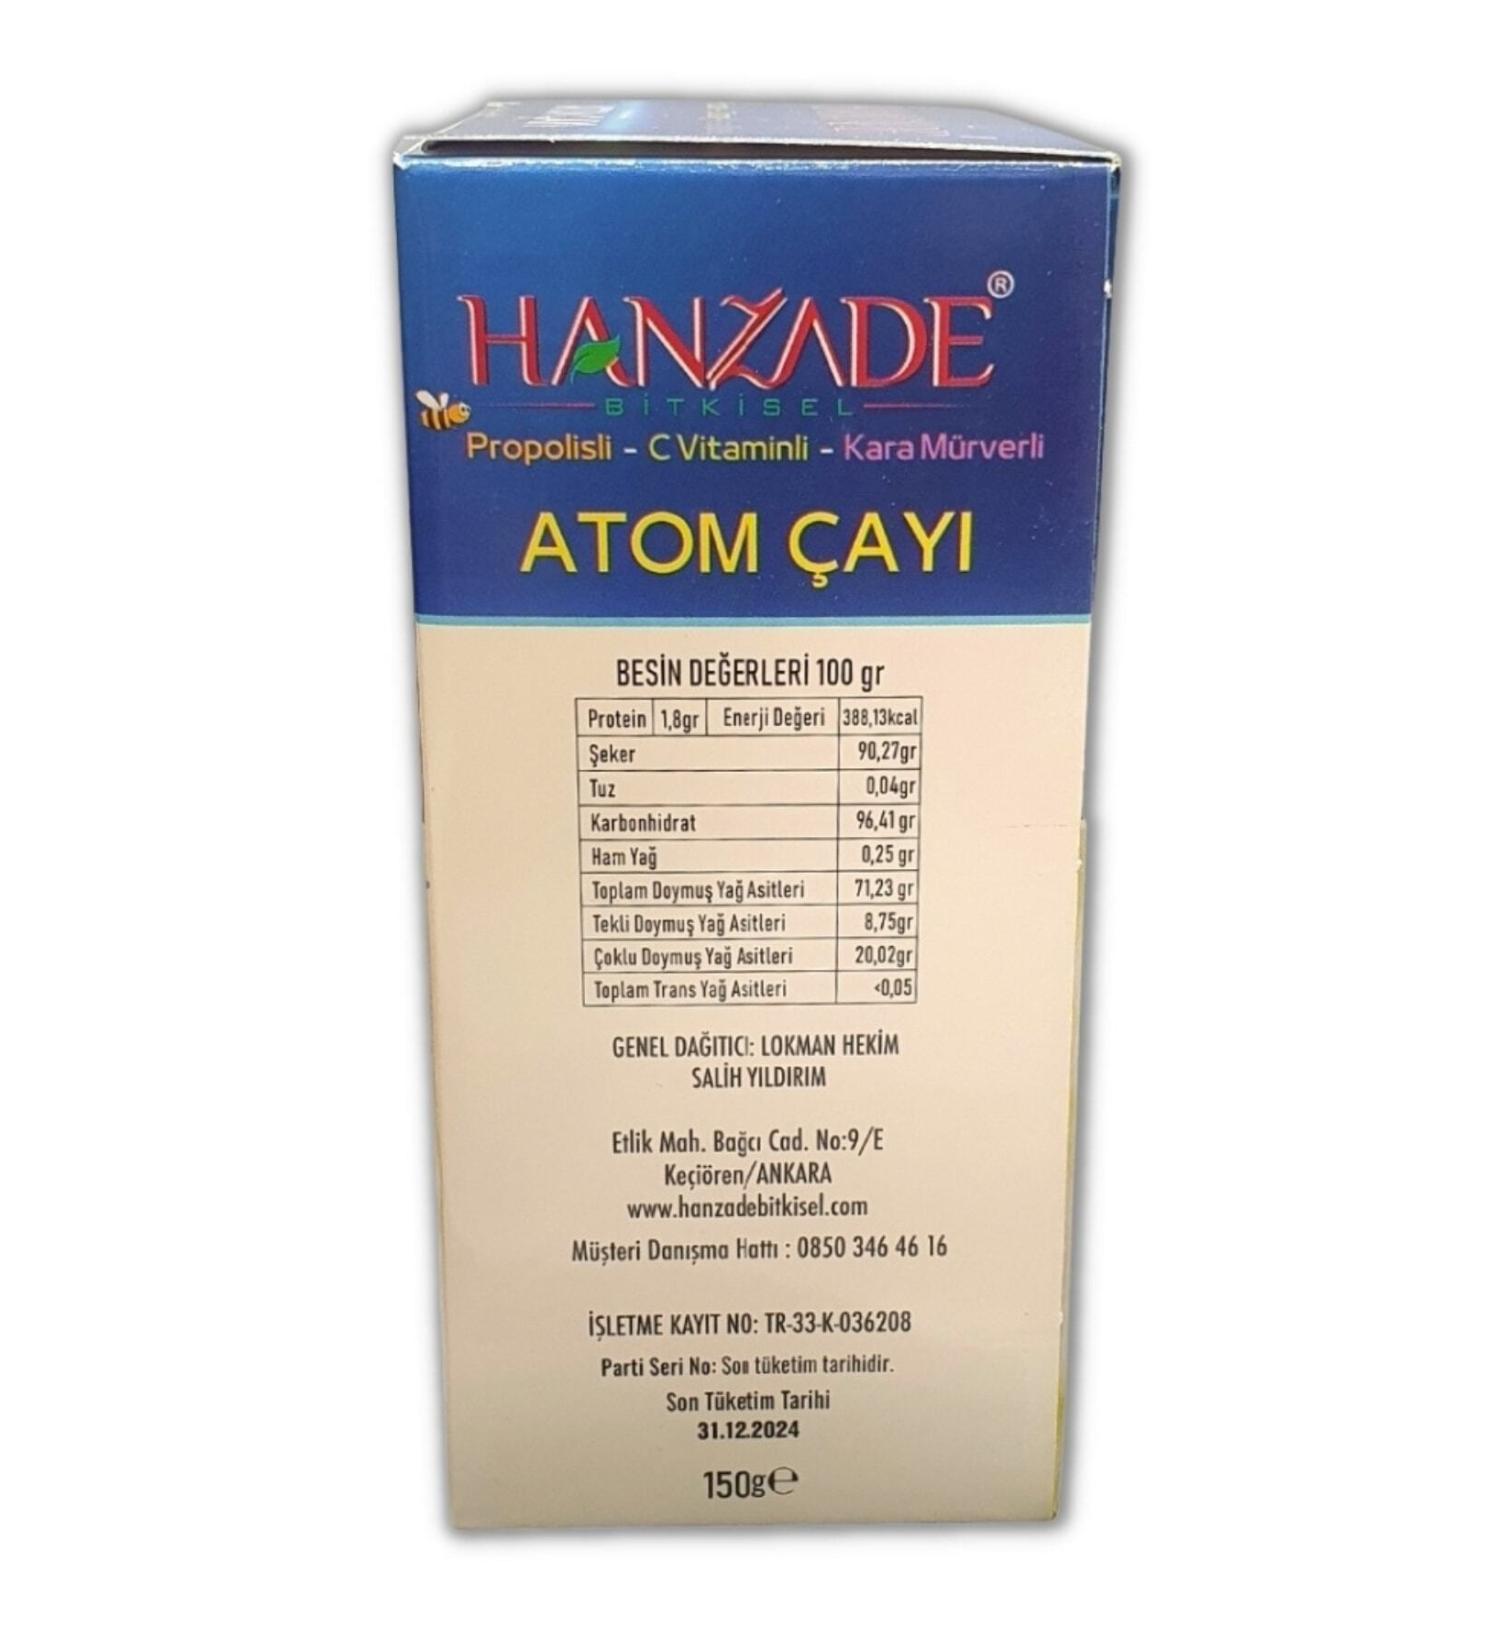 HANZADE®
BİTKİSEL
Propolisli - C Vitaminli - Kara Mürverli
ATOM ÇAYI
BESİN DEĞERLERİ 100 gr
Protein 1,8gr Enerji Değeri 388,13kcal
Şeker 90,27gr
Tuz 0,04gr
Karbonhidrat 96,41 gr
Ham Yağ 0,25 gr
Toplam Doymuş Yağ Asitleri 71,23 gr
Tekli Doymuş Yağ Asitleri 8,75gr
Çoklu Doymuş Yağ Asitleri 20,02gr
Toplam Trans Yağ Asitleri <0,05
GENEL DAĞITICI: LOKMAN HEKİM
SALİH YILDIRIM
Etlik Mah. Bağcı Cad. No:9/E
Keçiören/ANKARA
www.hanzadebitkisel.com
Müşteri Danışma Hattı : 0850 346 46 16
İŞLETME KAYIT NO: TR-33-K-036208
Parti Seri No: Son tüketim tarihidir.
Son Tüketim Tarihi
31.12.2024
150g℮